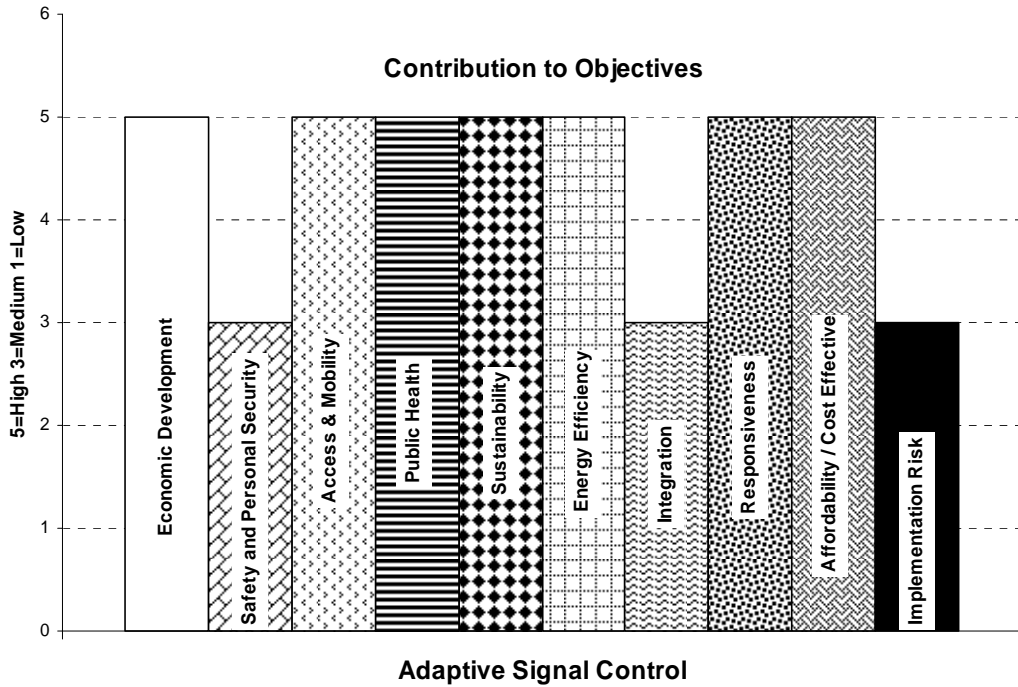 Contribution to Objectives
6
5
4
3
2
1
0
5=High 3=Medium 1=Low
Economic Development
Safety and Personal Security
Access & Mobility
Public Health
Sustainability
Energy Efficiency
Integration
Responsiveness
Affordability / Cost Effective
Implementation Risk
Adaptive Signal Control